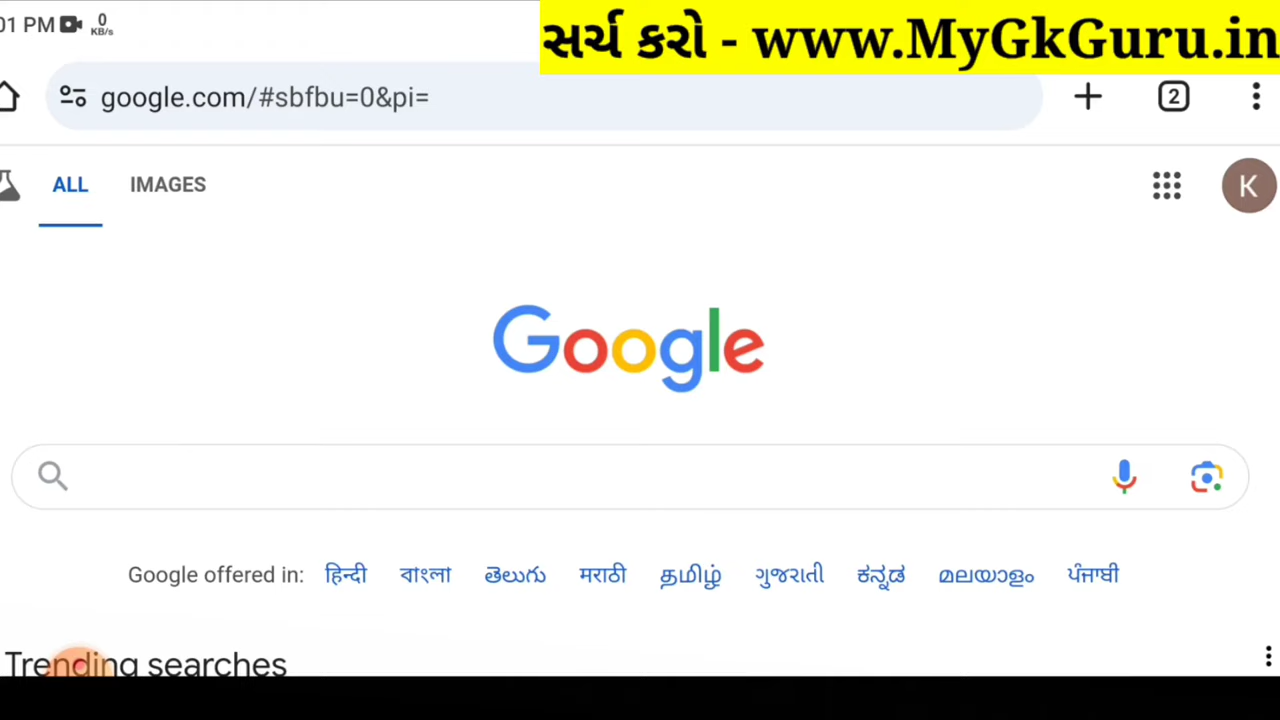 01 PM 0 KB/s
સર્ચ કરો - www.MyGkGuru.in
google.com/#sbfbu=0&pi=
2
ALL IMAGES
K
Google
Google offered in: हिन्दी বাংলা తెలుగు मराठी தமிழ் ગુજરાતી ಕನ್ನಡ മലയാളം ਪੰਜਾਬੀ
Trending searches